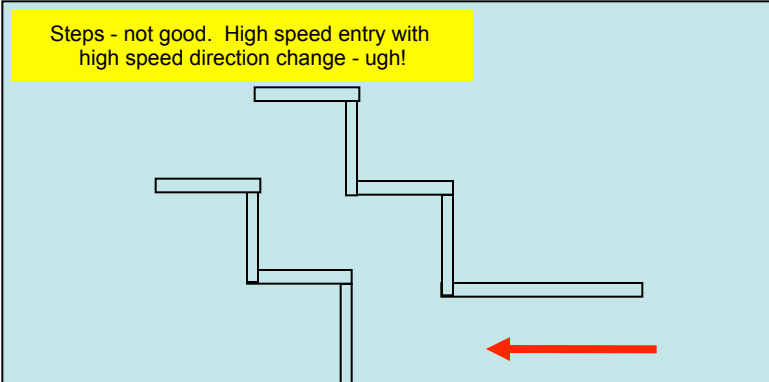 Steps - not good.  High speed entry with
high speed direction change - ugh!